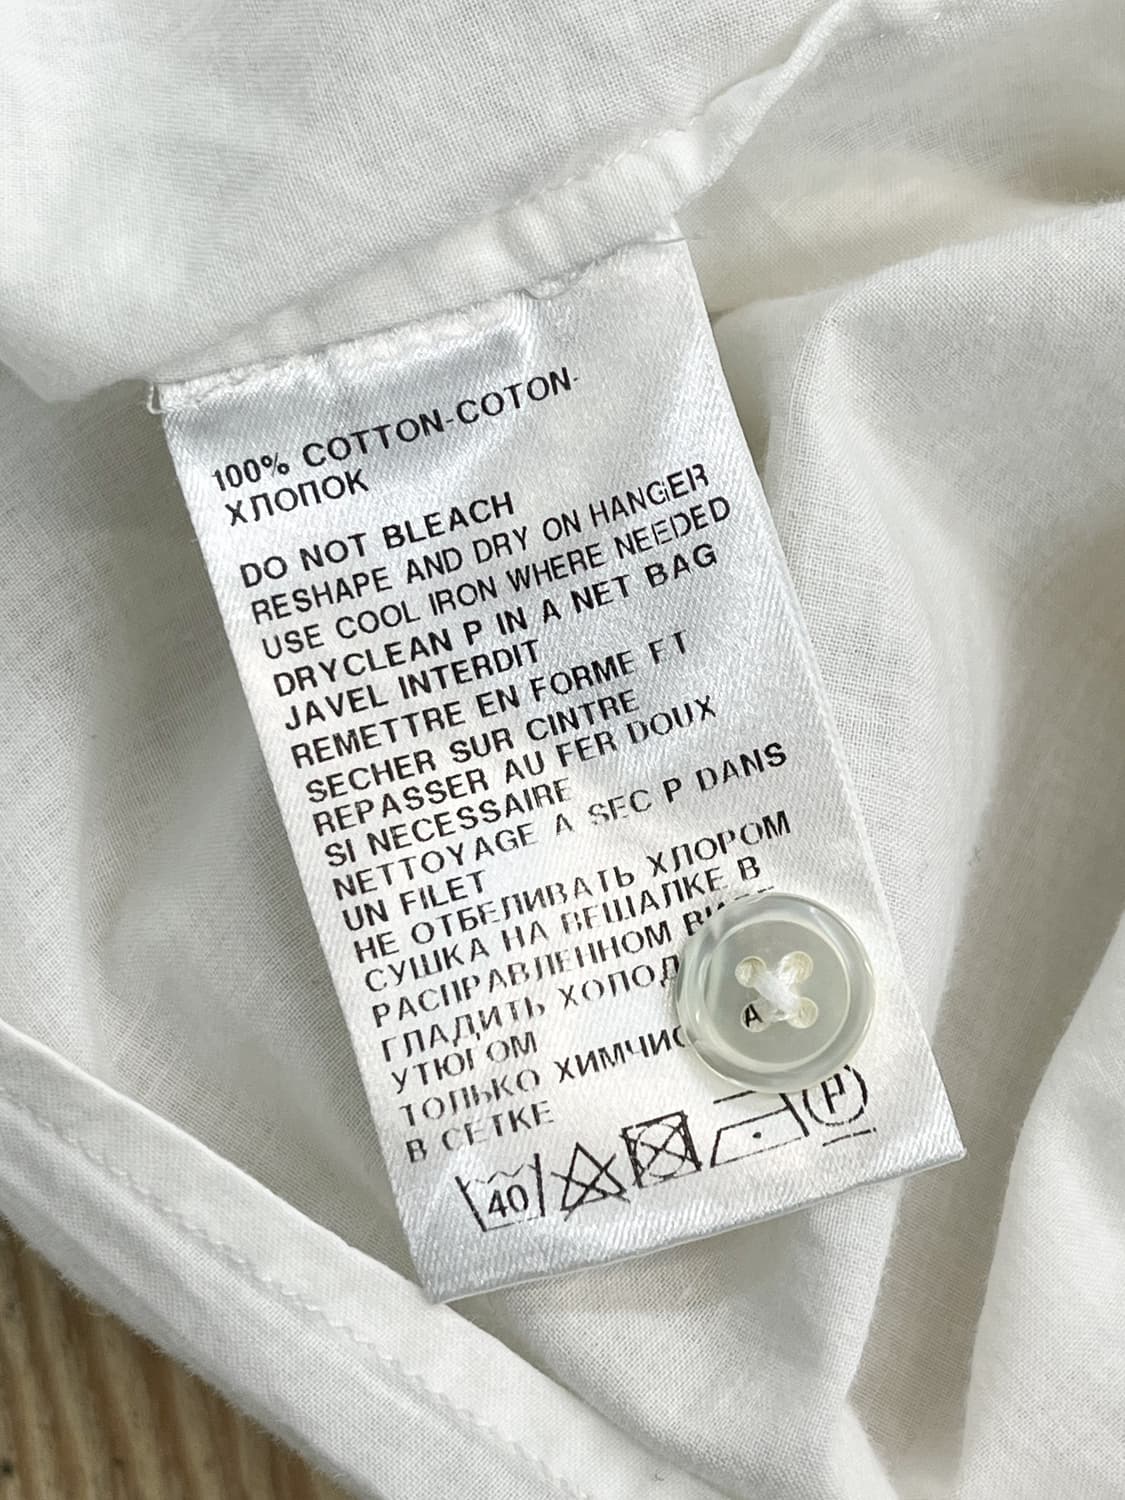 100% COTTON-COTON-
ХЛОПОК
DO NOT BLEACH
RESHAPE AND DRY ON HANGER
USE COOL IRON WHERE NEEDED
DRYCLEAN P IN A NET BAG
JAVEL INTERDIT
REMETTRE EN FORME ET
SECHER SUR CINTRE
REPASSER AU FER DOUX
SI NECESSAIRE
NETTOYAGE A SEC P DANS
UN FILET
НЕ ОТБЕЛИВАТЬ ХЛОРОМ
СУШКА НА ВЕШАЛКЕ В
РАСПРАВЛЕННОМ
ГЛАДИТЬ
УТЮГОМ
ТОЛЬКО
В СЕТКЕ
40 P